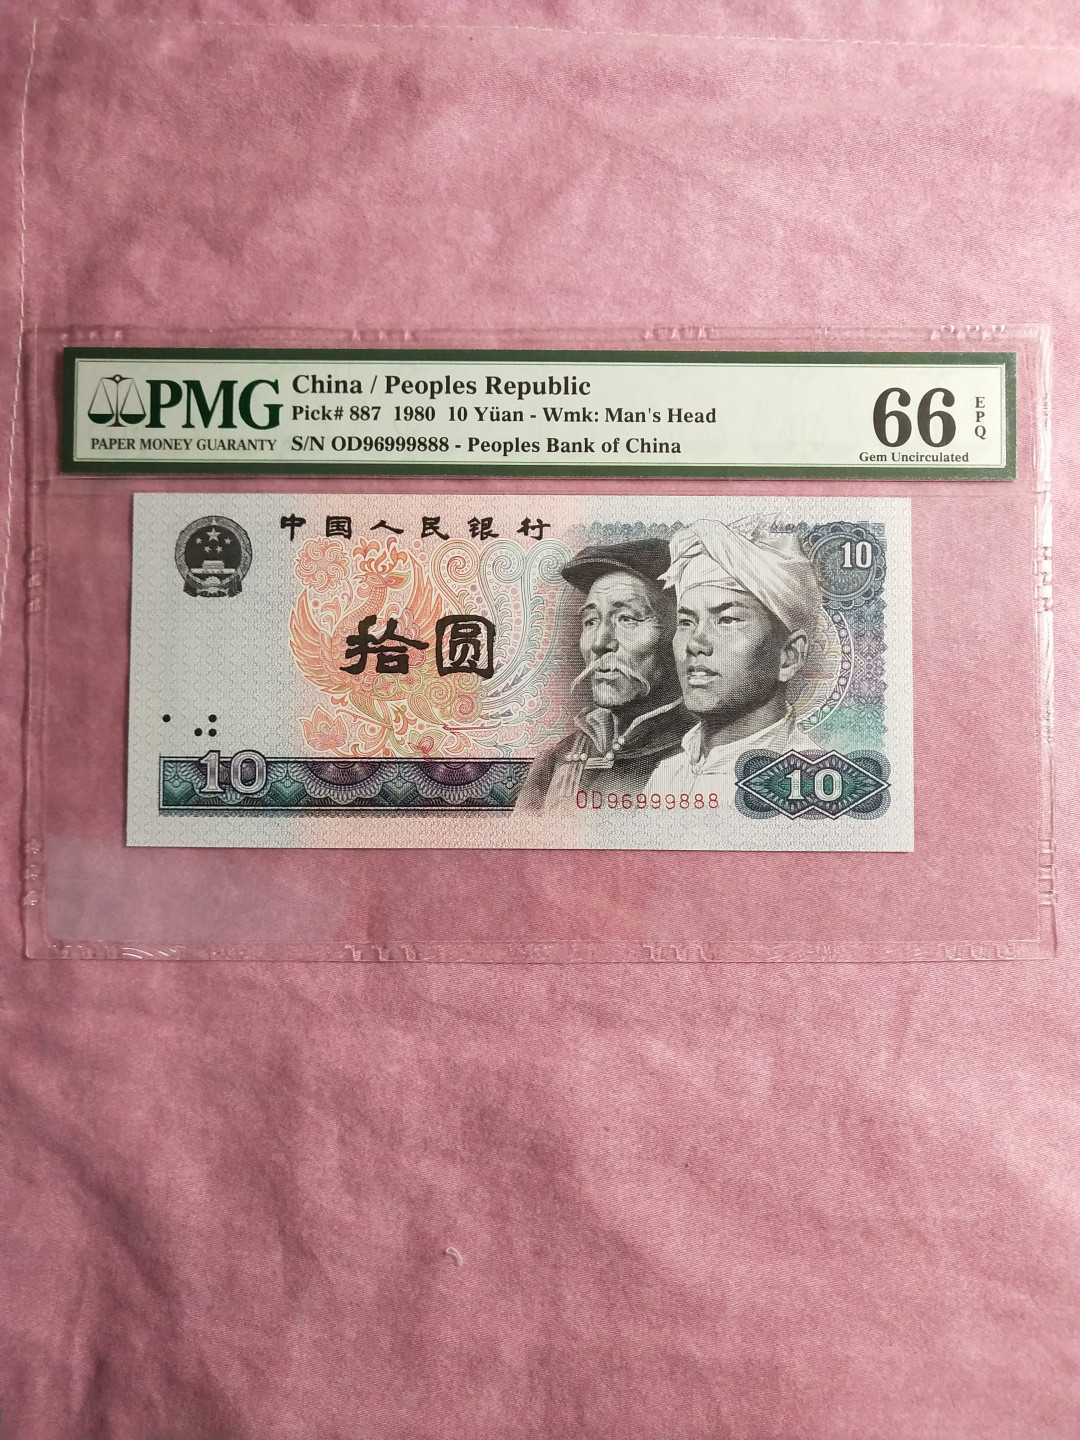 PMG
PAPER MONEY GUARANTY
China / Peoples Republic
Pick# 887 1980 10 Yüan - Wmk: Man's Head
S/N OD96999888 - Peoples Bank of China
66
EPQ
Gem Uncirculated
中国人民银行
10
拾圆
10
OD96999888
10